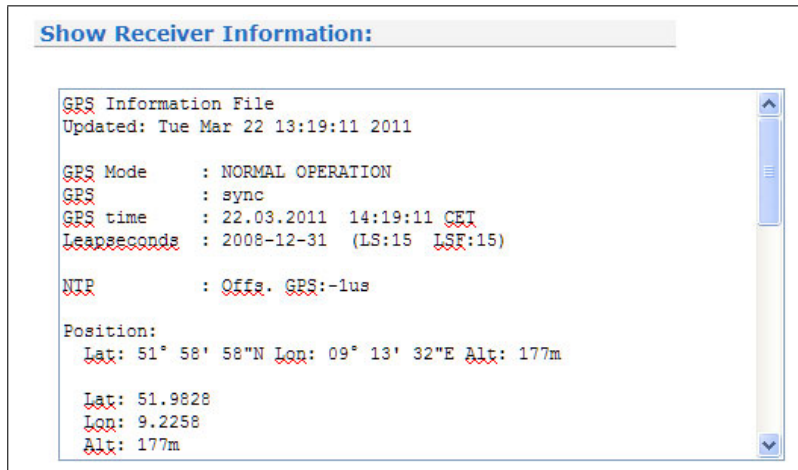 Show Receiver Information:
GPS Information File
Updated: Tue Mar 22 13:19:11 2011
GPS Mode : NORMAL OPERATION
GPS : sync
GPS time : 22.03.2011 14:19:11 CET
Leapseconds : 2008-12-31 (LS:15 LSF:15)
NTP : Offs. GPS:-1us
Position:
Lat: 51° 58' 58"N Lon: 09° 13' 32"E Alt: 177m
Lat: 51.9828
Lon: 9.2258
Alt: 177m